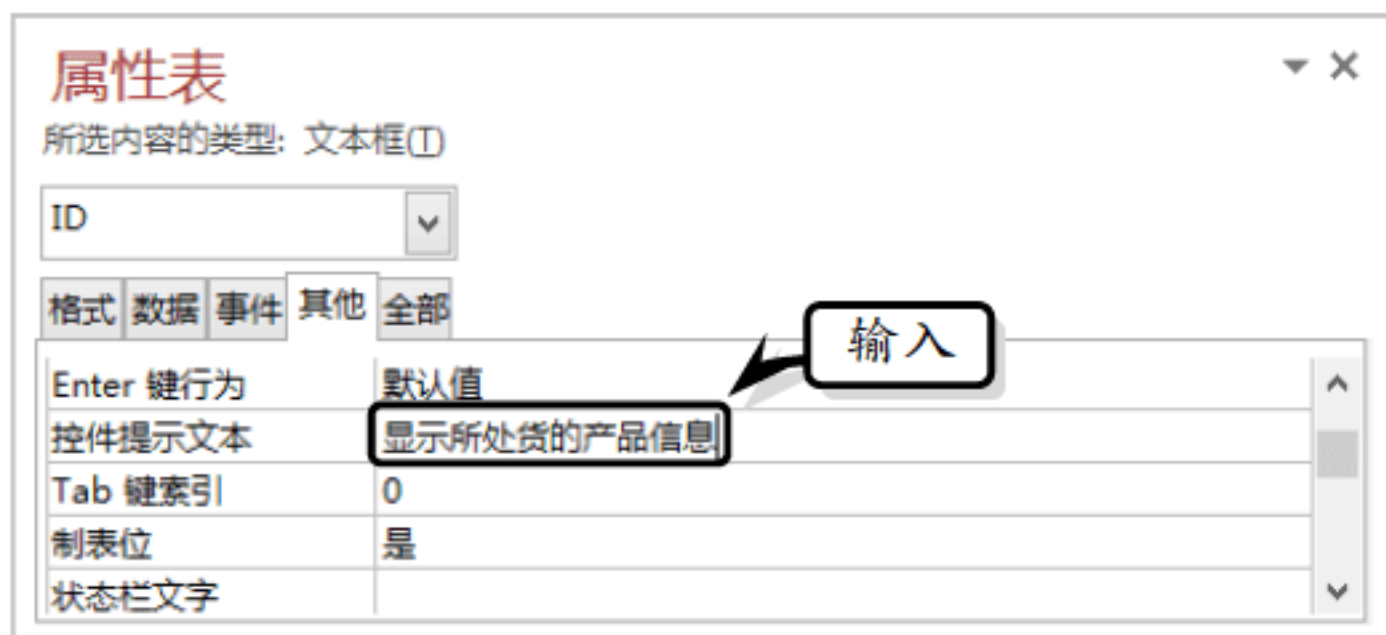 属性表
所选内容的类型: 文本框(T)
ID
格式 数据 事件 其他 全部
输入
Enter 键行为 默认值
控件提示文本 显示所处货的产品信息
Tab 键索引 0
制表位 是
状态栏文字